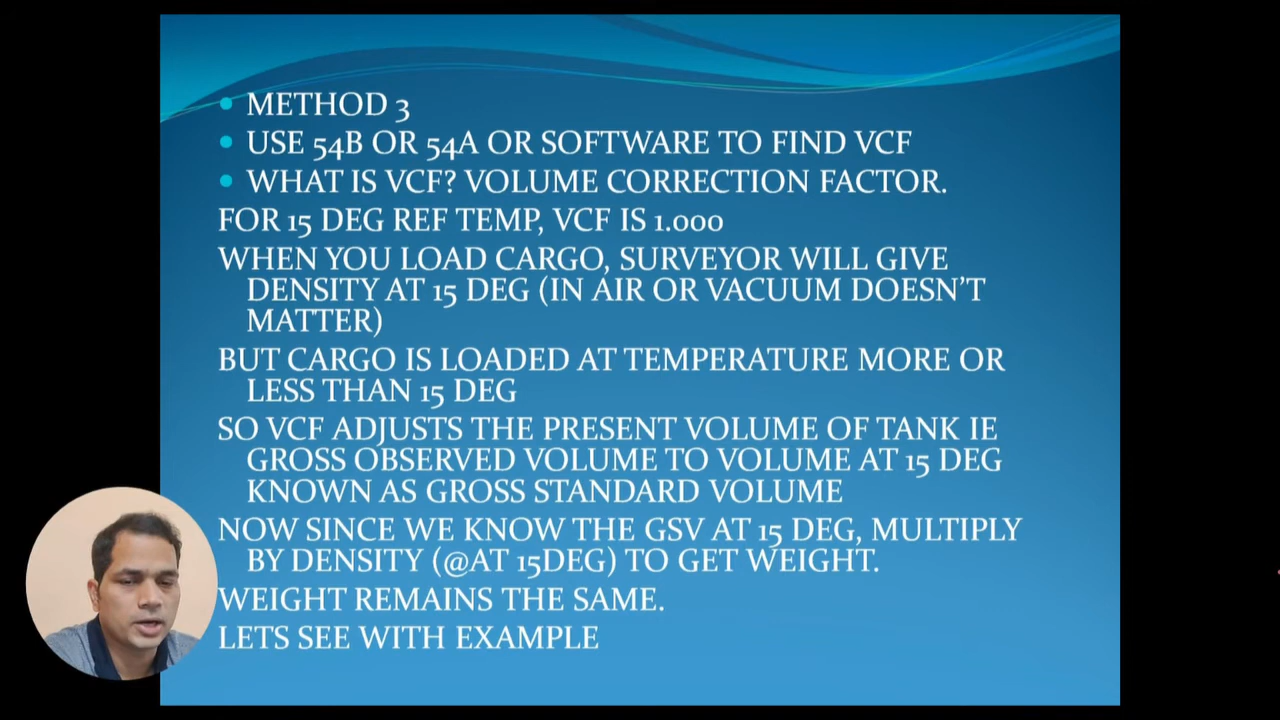 METHOD 3
USE 54B OR 54A OR SOFTWARE TO FIND VCF
WHAT IS VCF? VOLUME CORRECTION FACTOR.
FOR 15 DEG REF TEMP, VCF IS 1.000
WHEN YOU LOAD CARGO, SURVEYOR WILL GIVE
DENSITY AT 15 DEG (IN AIR OR VACUUM DOESN'T
MATTER)
BUT CARGO IS LOADED AT TEMPERATURE MORE OR
LESS THAN 15 DEG
SO VCF ADJUSTS THE PRESENT VOLUME OF TANK IE
GROSS OBSERVED VOLUME TO VOLUME AT 15 DEG
KNOWN AS GROSS STANDARD VOLUME
NOW SINCE WE KNOW THE GSV AT 15 DEG, MULTIPLY
BY DENSITY (@AT 15DEG) TO GET WEIGHT.
WEIGHT REMAINS THE SAME.
LETS SEE WITH EXAMPLE